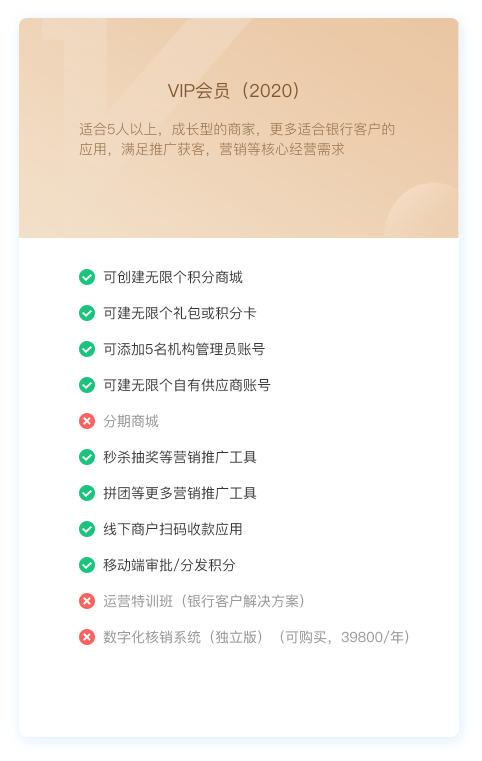 VIP会员（2020）
适合5人以上，成长型的商家，更多适合银行客户的
应用，满足推广获客，营销等核心经营需求
可创建无限个积分商城
可建无限个礼包或积分卡
可添加5名机构管理员账号
可建无限个自有供应商账号
分期商城
秒杀抽奖等营销推广工具
拼团等更多营销推广工具
线下商户扫码收款应用
移动端审批/分发积分
运营特训班（银行客户解决方案）
数字化核销系统（独立版）（可购买，39800/年）